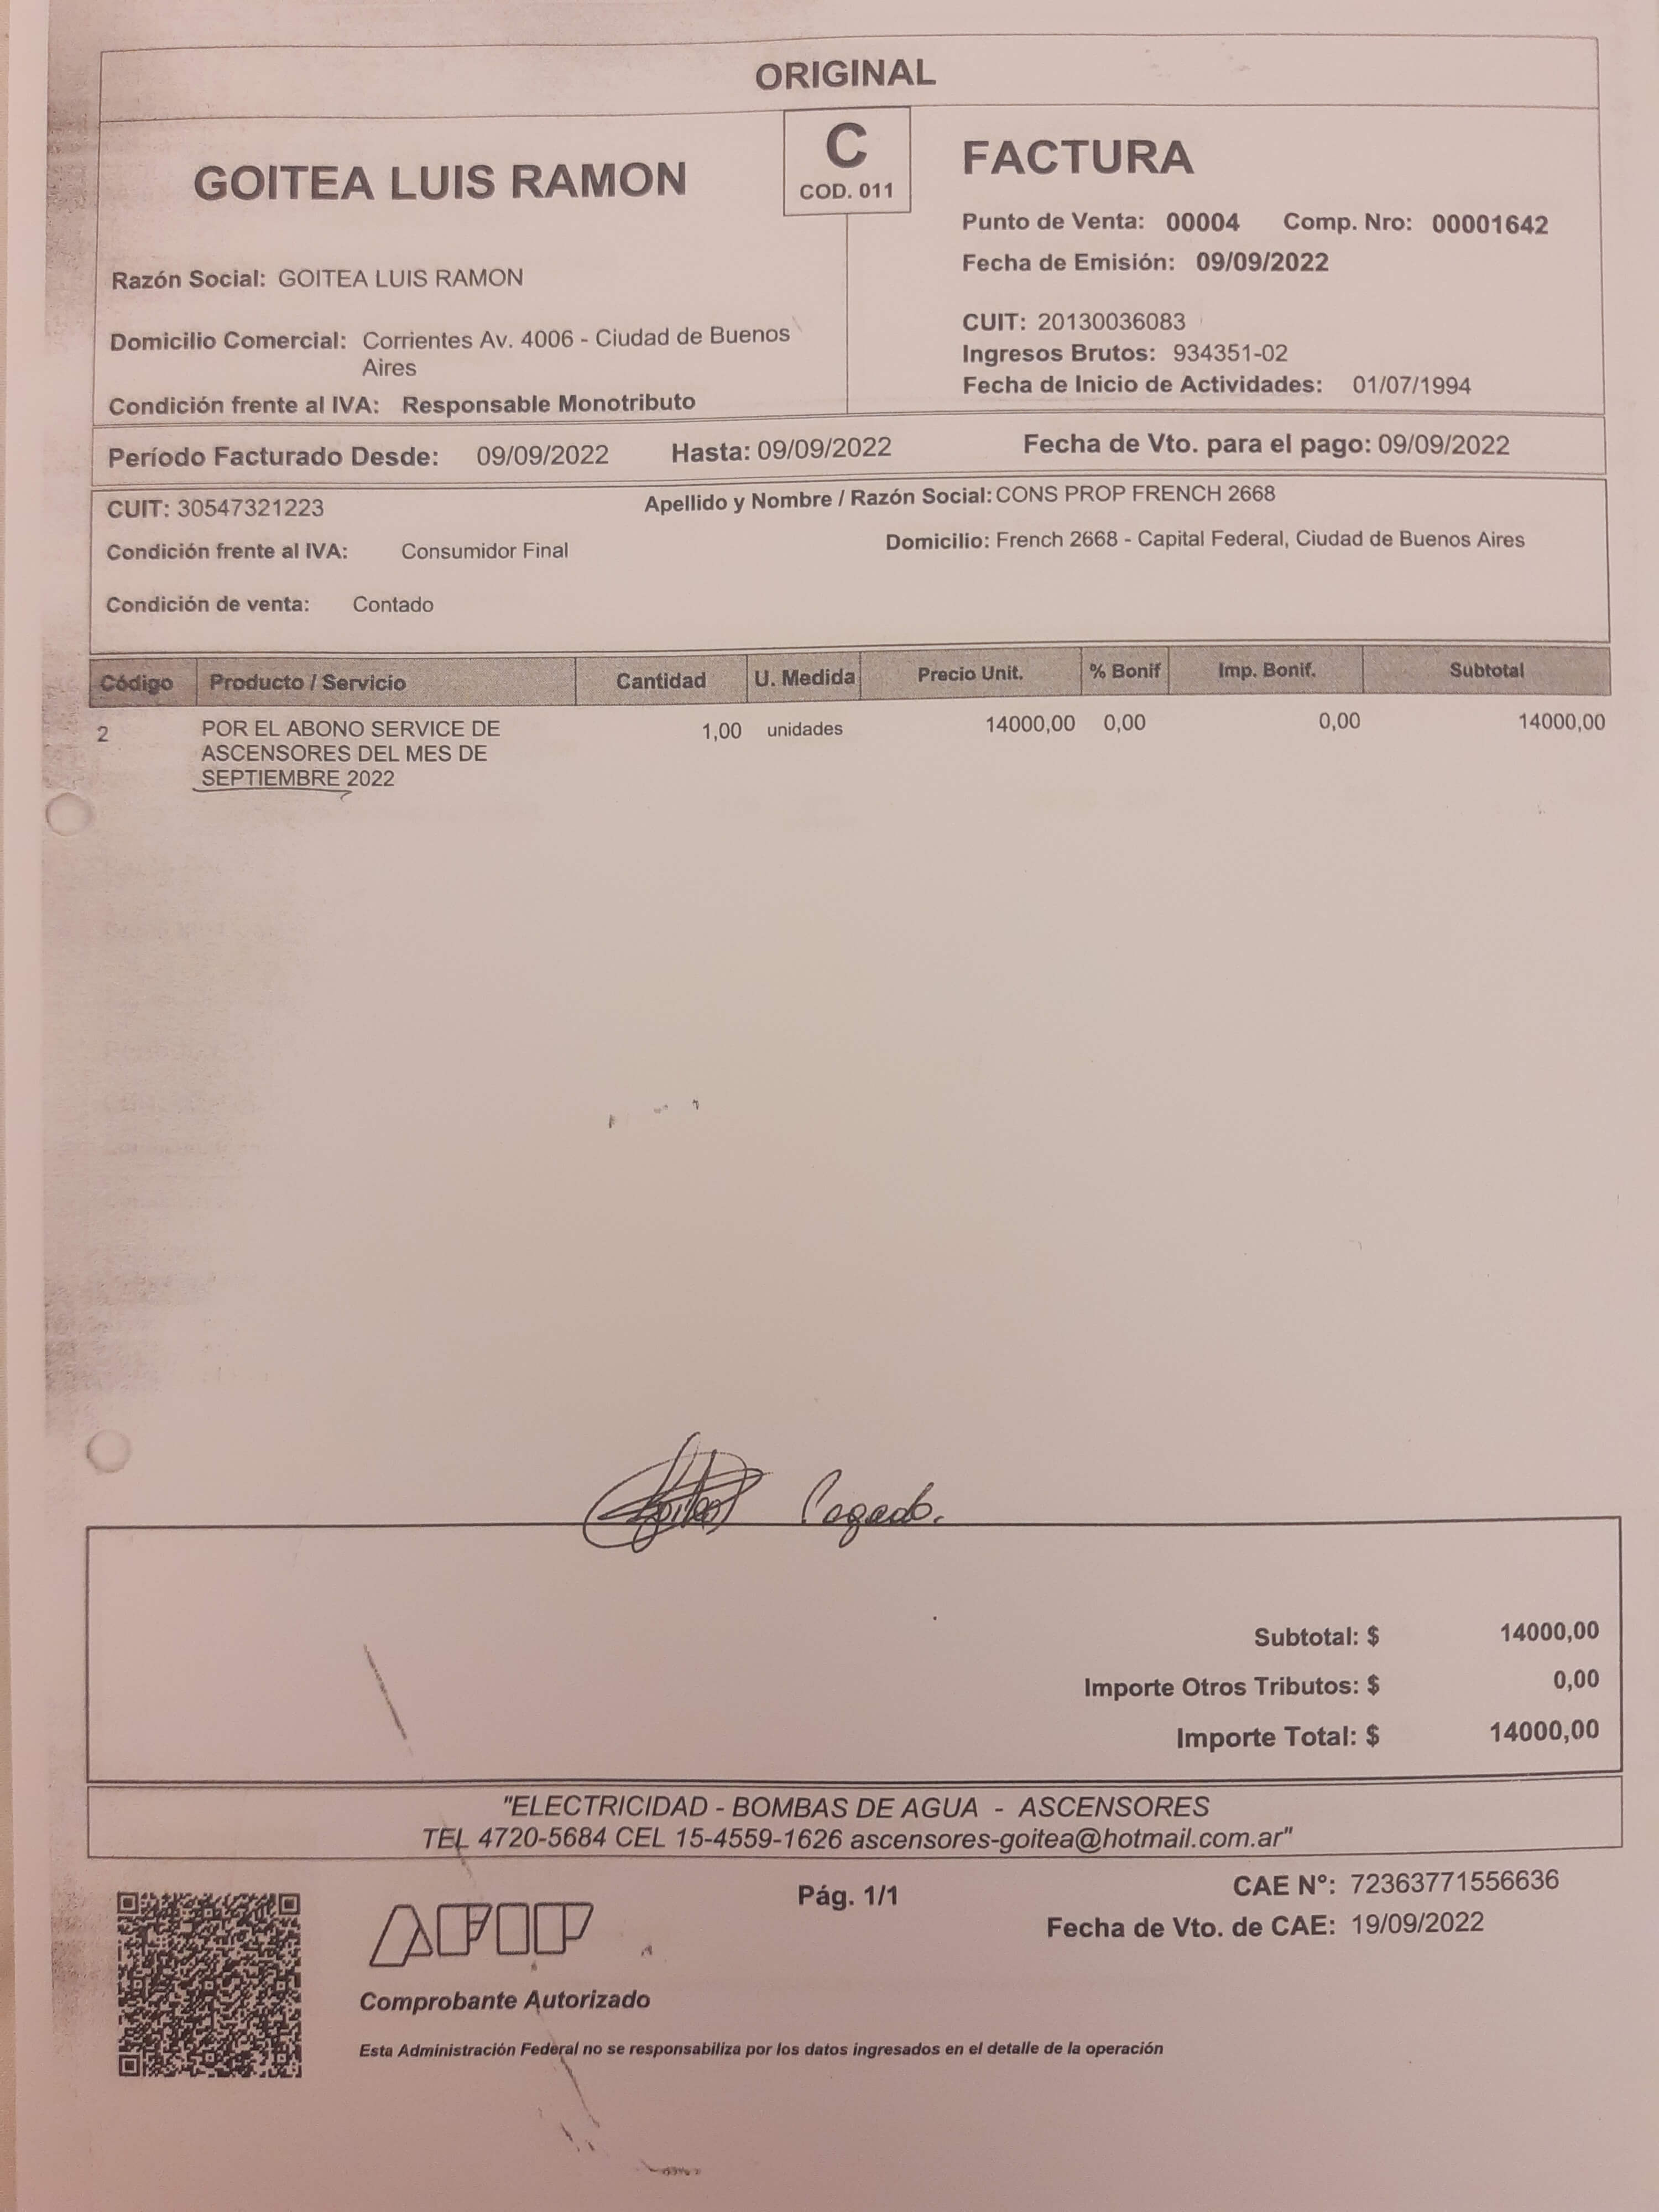 ORIGINAL
GOITEA LUIS RAMON
C
COD. 011
FACTURA
Punto de Venta: 00004 Comp. Nro: 00001642
Fecha de Emisión: 09/09/2022
Razón Social: GOITEA LUIS RAMON
Domicilio Comercial: Corrientes Av. 4006 - Ciudad de Buenos
Aires
Condición frente al IVA: Responsable Monotributo
CUIT: 20130036083
Ingresos Brutos: 934351-02
Fecha de Inicio de Actividades: 01/07/1994
Período Facturado Desde: 09/09/2022 Hasta: 09/09/2022 Fecha de Vto. para el pago: 09/09/2022
CUIT: 30547321223 Apellido y Nombre / Razón Social: CONS PROP FRENCH 2668
Condición frente al IVA: Consumidor Final Domicilio: French 2668 - Capital Federal, Ciudad de Buenos Aires
Condición de venta: Contado
Código Producto / Servicio Cantidad U. Medida Precio Unit. % Bonif Imp. Bonif. Subtotal
2 POR EL ABONO SERVICE DE 1,00 unidades 14000,00 0,00 0,00 14000,00
ASCENSORES DEL MES DE
SEPTIEMBRE 2022
Pagado.
Subtotal: $ 14000,00
Importe Otros Tributos: $ 0,00
Importe Total: $ 14000,00
"ELECTRICIDAD - BOMBAS DE AGUA - ASCENSORES
TEL 4720-5684 CEL 15-4559-1626 ascensores-goitea@hotmail.com.ar"
AFIP
Pág. 1/1
CAE N°: 72363771556636
Fecha de Vto. de CAE: 19/09/2022
Comprobante Autorizado
Esta Administración Federal no se responsabiliza por los datos ingresados en el detalle de la operación